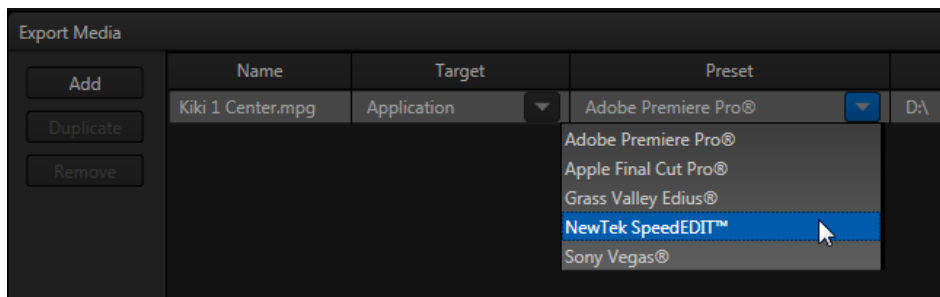 Export Media
Add
Duplicate
Remove
Name Target Preset
Kiki 1 Center.mpg Application Adobe Premiere Pro® D:\
Adobe Premiere Pro®
Apple Final Cut Pro®
Grass Valley Edius®
NewTek SpeedEDIT™
Sony Vegas®